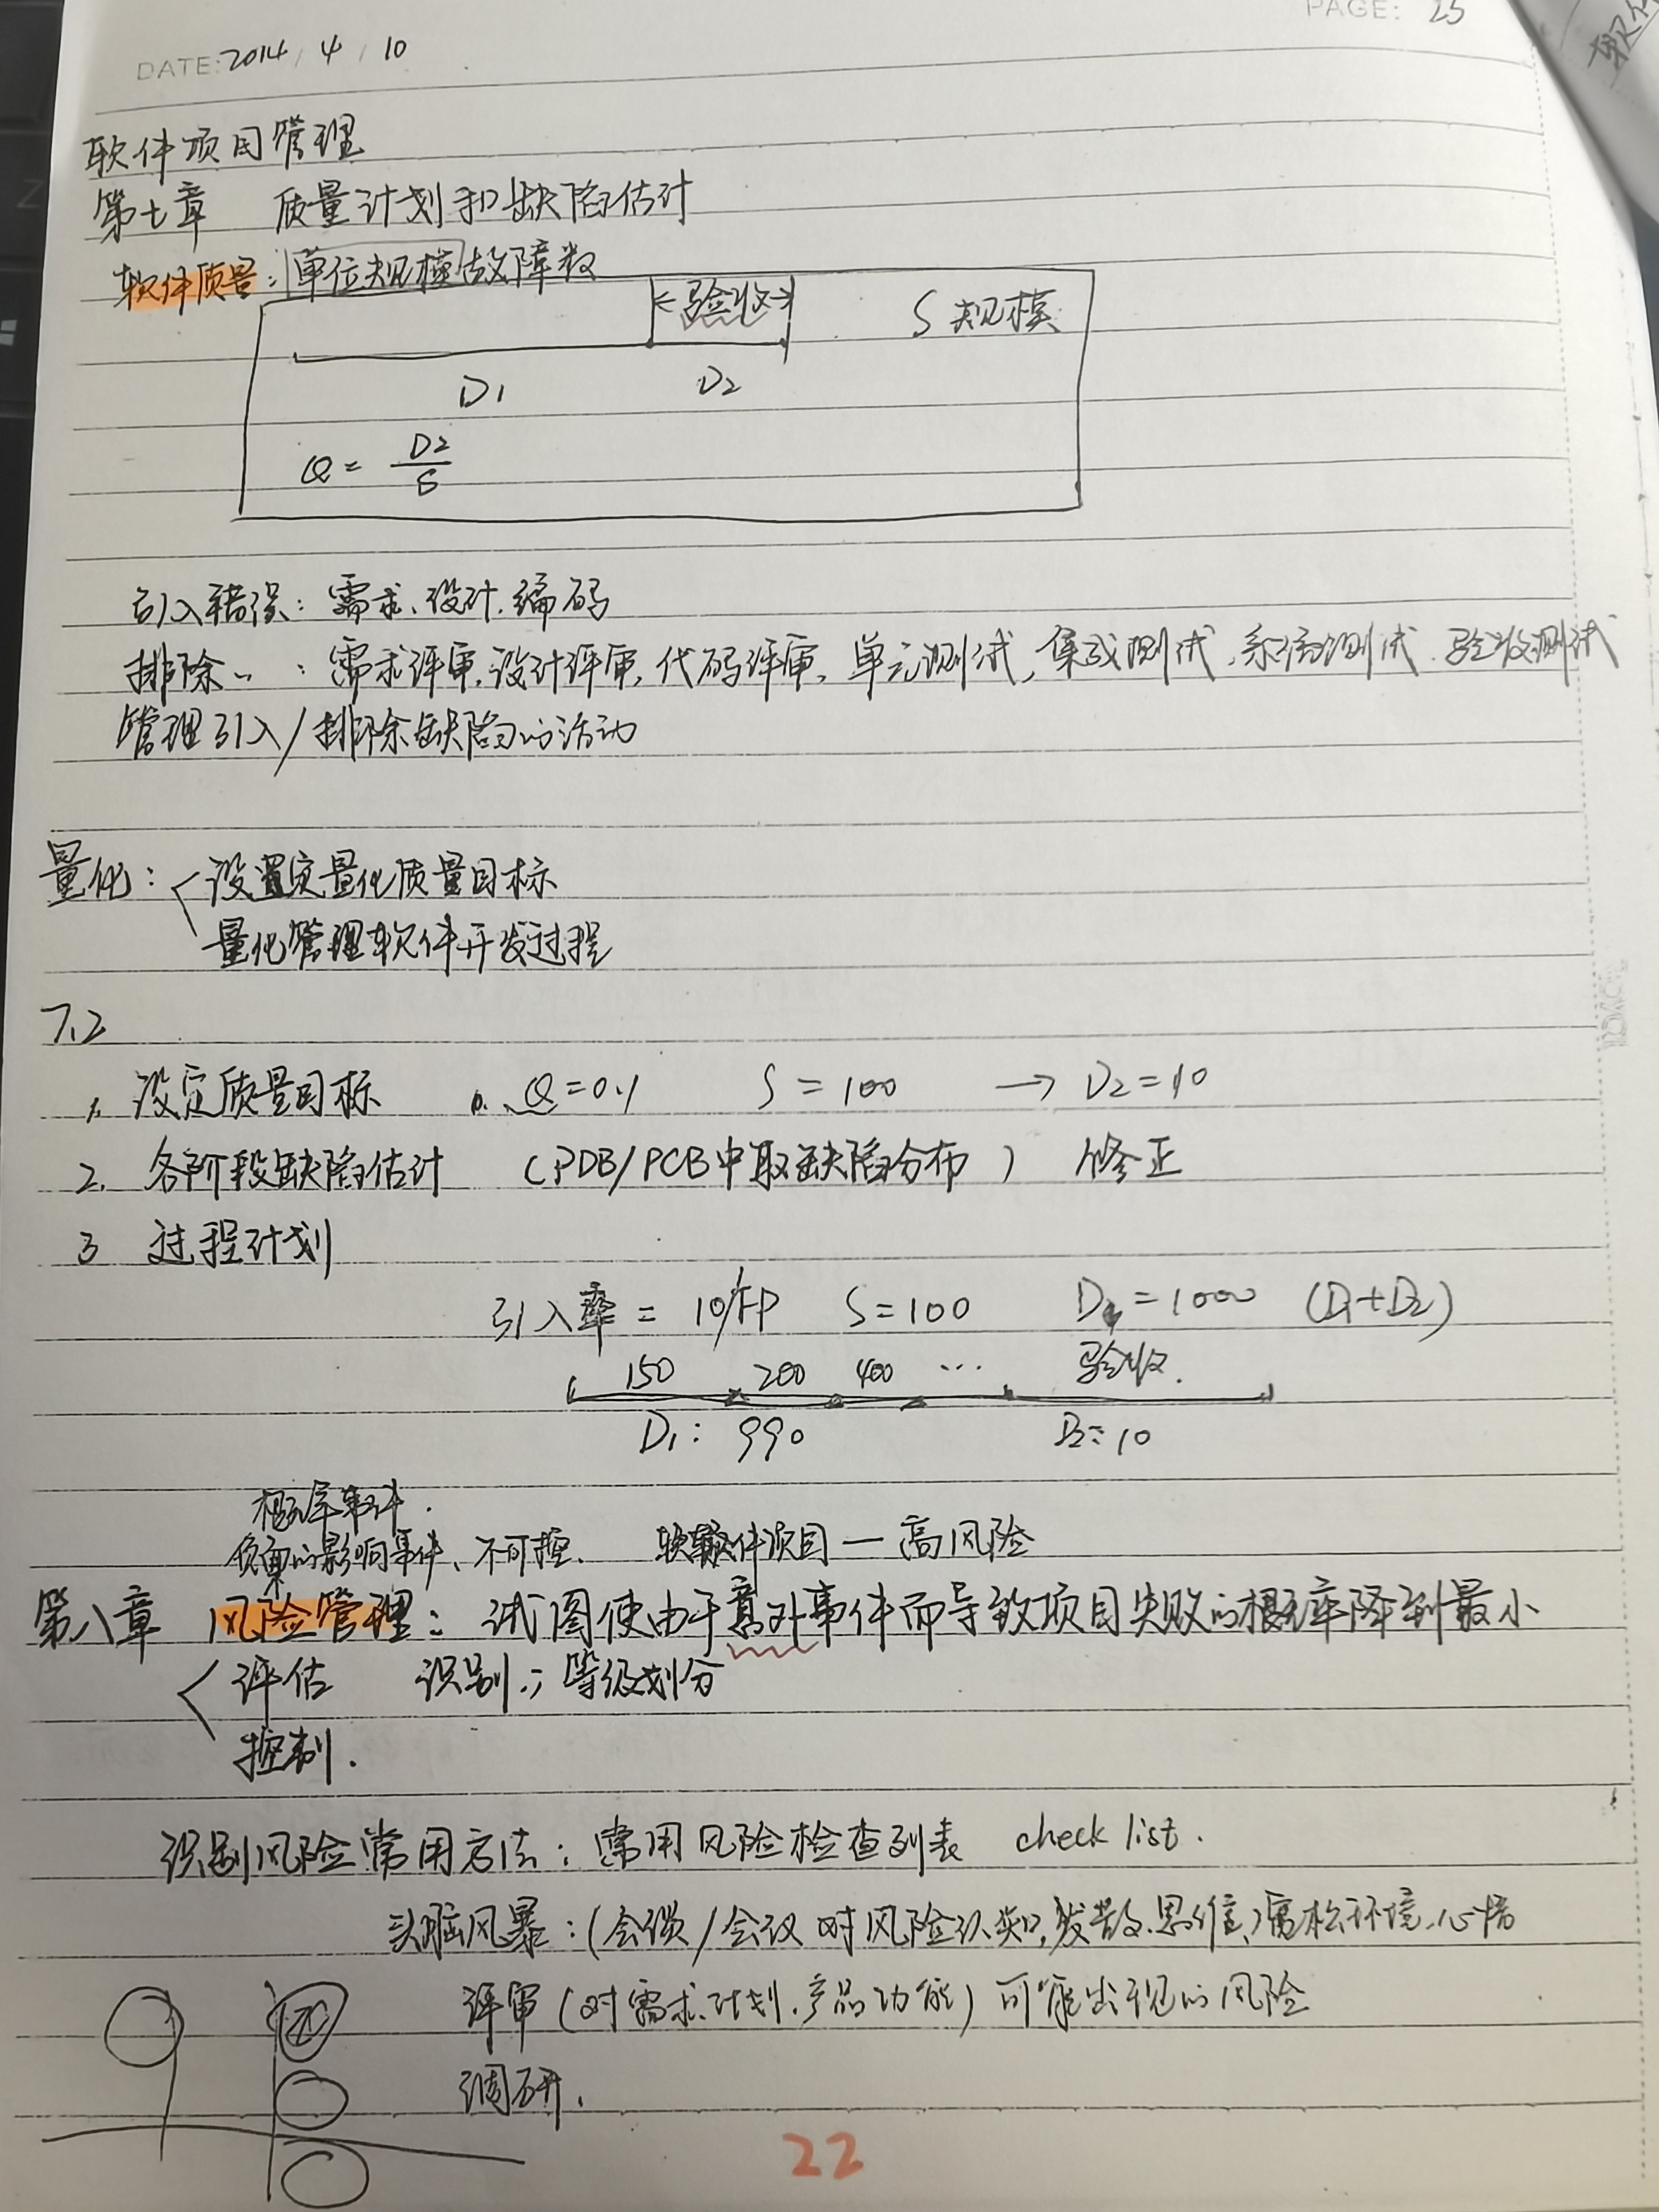 PAGE: 25
DATE: 2014 / 4 / 10
软件项目管理
第七章 质量计划和缺陷估计
软件质量: 单位规模故障数
验收 S 规模
D1 D2
Q = D2/S
引入错误: 需求、设计、编码
排除〃 : 需求评审, 设计评审, 代码评审, 单元测试, 集成测试, 系统测试, 验收测试
管理引入/排除缺陷的活动
量化: 设置定量化质量目标
量化管理软件开发过程
7.2
1. 设定质量目标 Q=0.1 S=100 → D2=10
2. 各阶段缺陷估计 (PDB/PCB中取缺陷分布) 修正
3 过程计划
引入率 = 10/FP S=100 D=1000 (D1+D2)
150 200 400 … 验收.
D1: 990 D2: 10
概率事件.
负面的影响事件、不可控. 软件项目—高风险
第八章 风险管理: 试图使由于意外事件而导致项目失败的概率降到最小
评估 识别; 等级划分
控制.
识别风险常用方法: 常用风险检查列表 check list.
头脑风暴: (会谈/会议 对风险认知, 发散思维, 宽松环境, 心情
评审 (对需求、计划、产品功能) 可能出现的风险
调研.
22